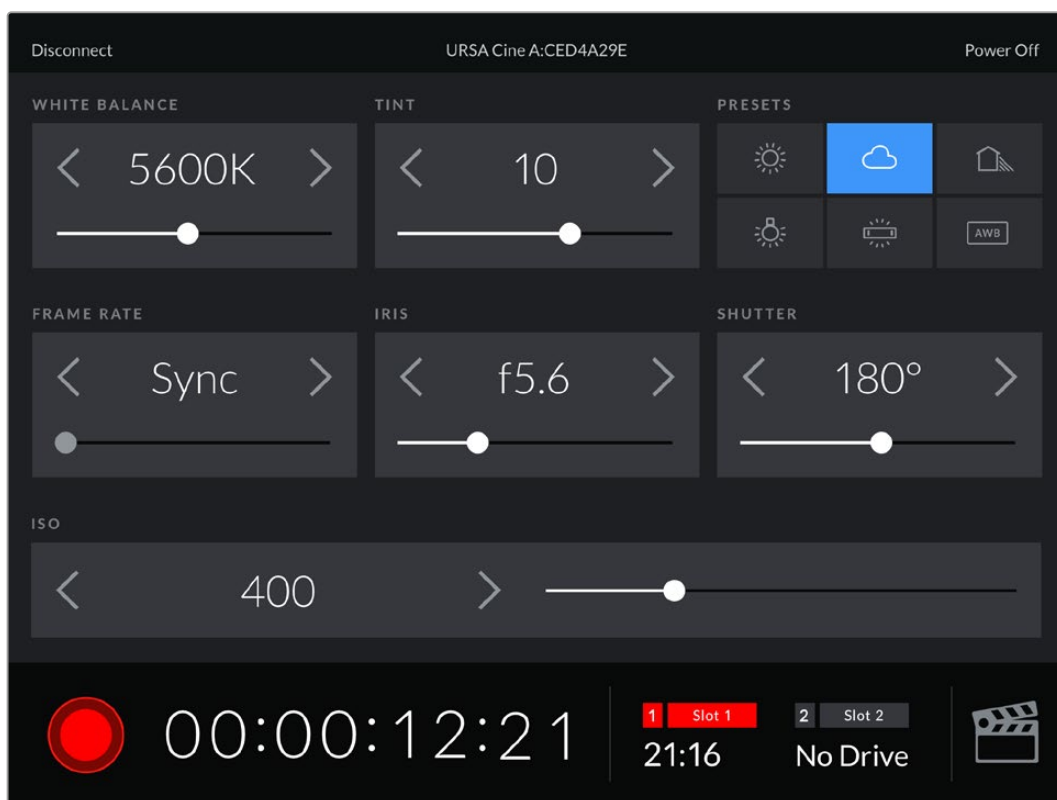 Disconnect URSA Cine A:CED4A29E Power Off
WHITE BALANCE TINT PRESETS
5600K 10
AWB
FRAME RATE IRIS SHUTTER
Sync f5.6 180°
ISO
400
00:00:12:21
1 Slot 1 2 Slot 2
21:16 No Drive